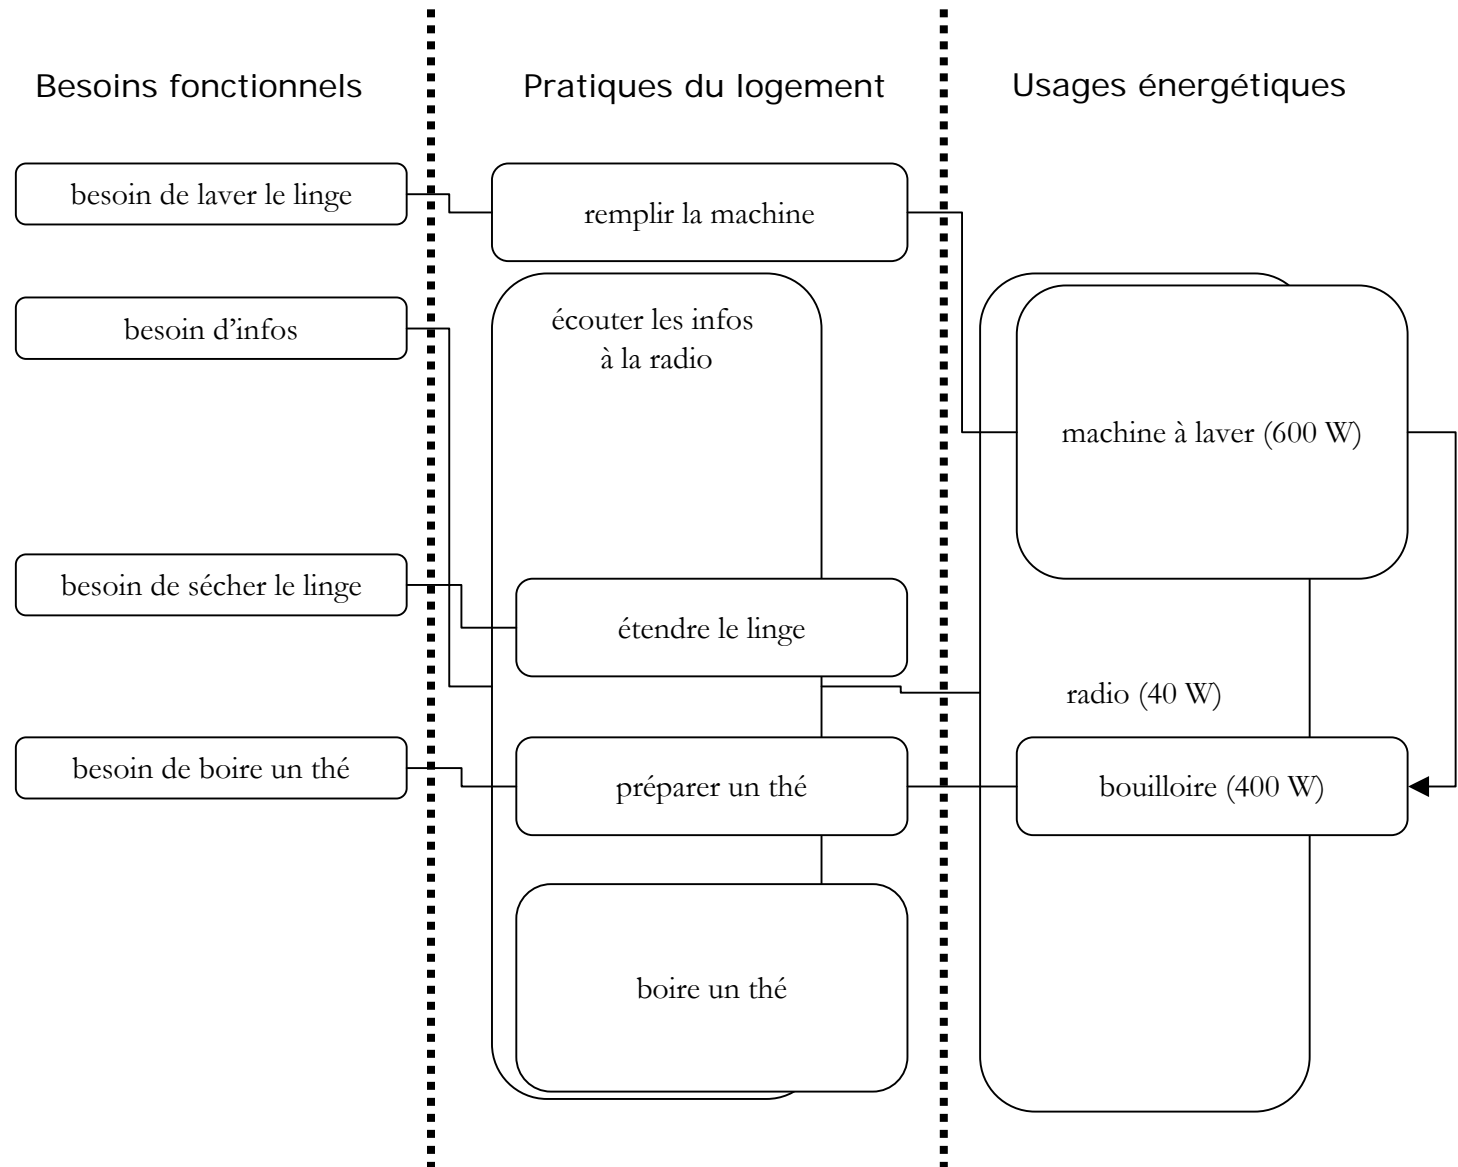 Besoins fonctionnels
Pratiques du logement
Usages énergétiques
besoin de laver le linge
remplir la machine
besoin d’infos
écouter les infos
à la radio
machine à laver (600 W)
besoin de sécher le linge
étendre le linge
radio (40 W)
besoin de boire un thé
préparer un thé
bouilloire (400 W)
boire un thé